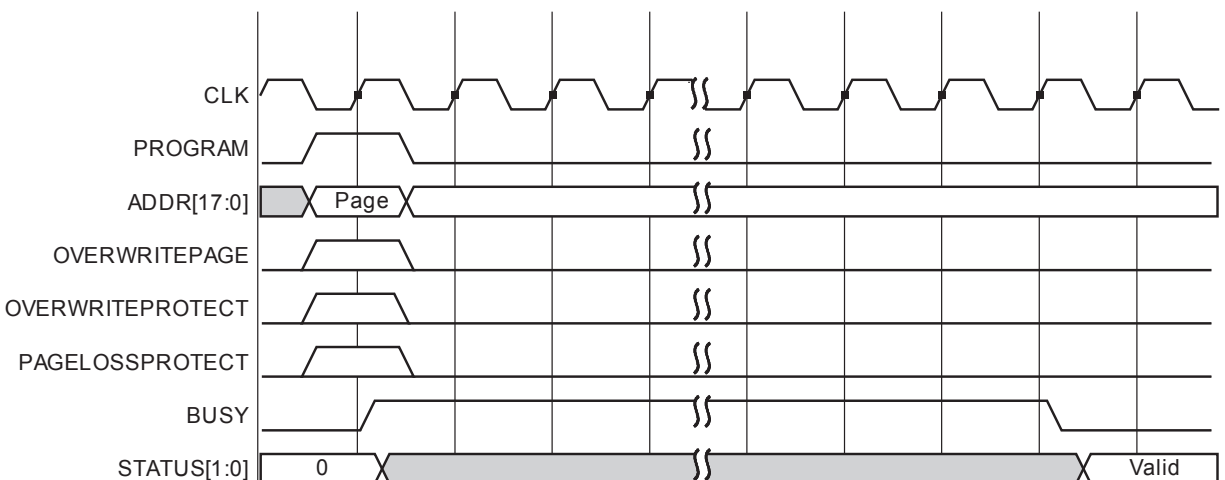 CLK
PROGRAM
ADDR[17:0] Page
OVERWRITEPAGE
OVERWRITEPROTECT
PAGELOSSPROTECT
BUSY
STATUS[1:0] 0 Valid